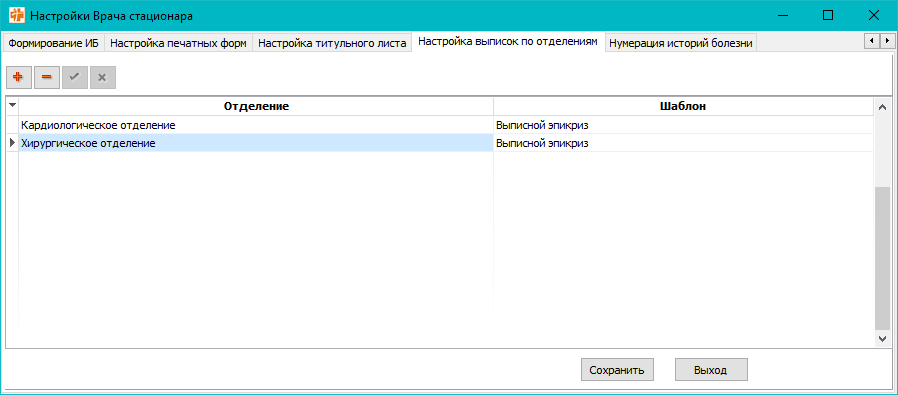 Настройки Врача стационара
Формирование ИБ Настройка печатных форм Настройка титульного листа Настройка выписок по отделениям Нумерация историй болезни
Отделение Шаблон
Кардиологическое отделение Выписной эпикриз
Хирургическое отделение Выписной эпикриз
Сохранить Выход